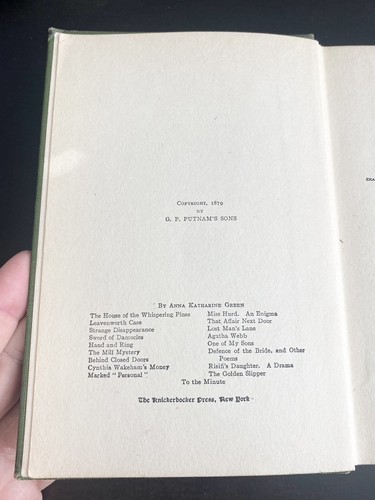 COPYRIGHT, 1879
BY
G. P. PUTNAM'S SONS
BY ANNA KATHARINE GREEN
The House of the Whispering Pines
Leavenworth Case
Strange Disappearance
Sword of Damocles
Hand and Ring
The Mill Mystery
Behind Closed Doors
Cynthia Wakeham's Money
Marked "Personal"
Miss Hurd. An Enigma
That Affair Next Door
Lost Man's Lane
Agatha Webb
One of My Sons
Defence of the Bride, and Other
Poems
Risifi's Daughter. A Drama
The Golden Slipper
To the Minute
The Knickerbocker Press, New York